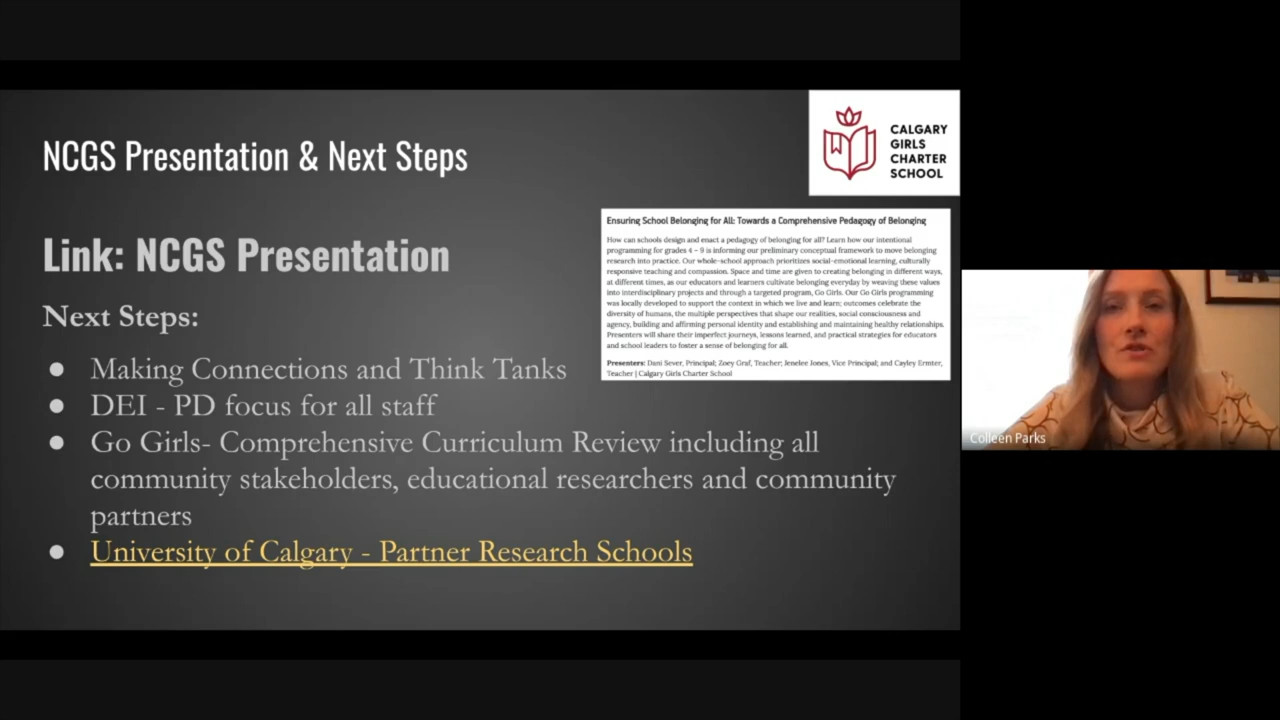 NCGS Presentation & Next Steps
CALGARY
GIRLS
CHARTER
SCHOOL
Link: NCGS Presentation
Ensuring School Belonging for All: Towards a Comprehensive Pedagogy of Belonging
How can schools design and enact a pedagogy of belonging for all? Learn how our intentional
programming for grades 4 – 9 is informing our preliminary conceptual framework to move belonging
research into practice. Our whole-school approach prioritizes social-emotional learning, culturally
responsive teaching and compassion. Space and time are given to creating belonging in different ways,
at different times, as our educators and learners cultivate belonging everyday by weaving these values
into interdisciplinary projects and through a targeted program, Go Girls. Our Go Girls programming
was locally developed to support the context in which we live and learn; outcomes celebrate the
diversity of humans, the multiple perspectives that shape our realities, social consciousness and
agency, building and affirming personal identity and establishing and maintaining healthy relationships.
Presenters will share their imperfect journeys, lessons learned, and practical strategies for educators
and school leaders to foster a sense of belonging for all.
Presenters: Dani Sever, Principal; Zoey Graf, Teacher; Jenelee Jones, Vice Principal; and Cayley Ermter,
Teacher | Calgary Girls Charter School
Next Steps:
● Making Connections and Think Tanks
● DEI - PD focus for all staff
● Go Girls- Comprehensive Curriculum Review including all
community stakeholders, educational researchers and community
partners
● University of Calgary - Partner Research Schools
Colleen Parks